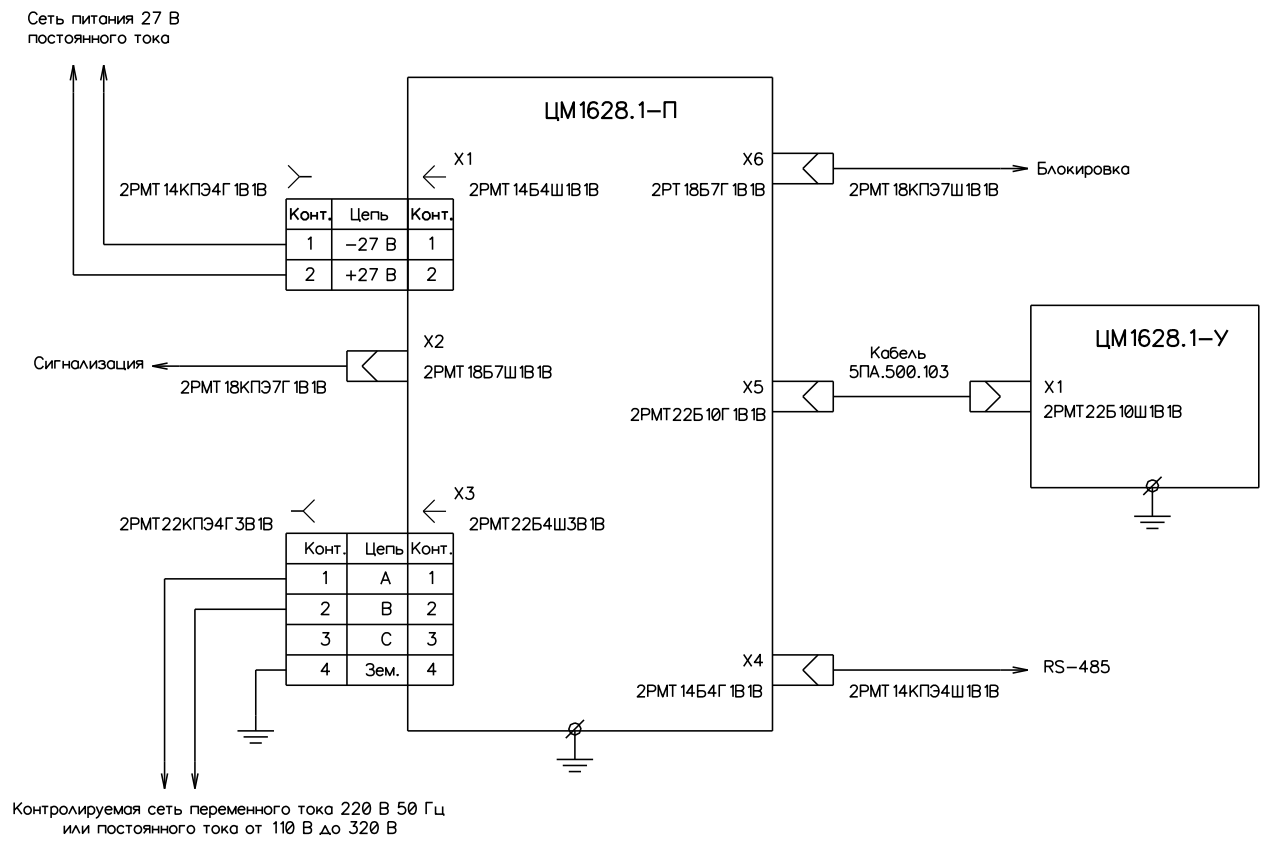 Сеть питания 27 В
постоянного тока
ЦМ1628.1-П
2РМТ14КПЭ4Г1В1В
X1
2РМТ14Б4Ш1В1В
Конт. Цепь Конт.
1 -27 В 1
2 +27 В 2
X6
2РТ18Б7Г1В1В
2РМТ18КПЭ7Ш1В1В
Блокировка
Сигнализация
2РМТ18КПЭ7Г1В1В
X2
2РМТ18Б7Ш1В1В
X5
2РМТ22Б10Г1В1В
Кабель
5ПА.500.103
ЦМ1628.1-У
X1
2РМТ22Б10Ш1В1В
2РМТ22КПЭ4Г3В1В
X3
2РМТ22Б4Ш3В1В
Конт. Цепь Конт.
1 А 1
2 В 2
3 С 3
4 Зем. 4
X4
2РМТ14Б4Г1В1В
2РМТ14КПЭ4Ш1В1В
RS-485
Контролируемая сеть переменного тока 220 В 50 Гц
или постоянного тока от 110 В до 320 В